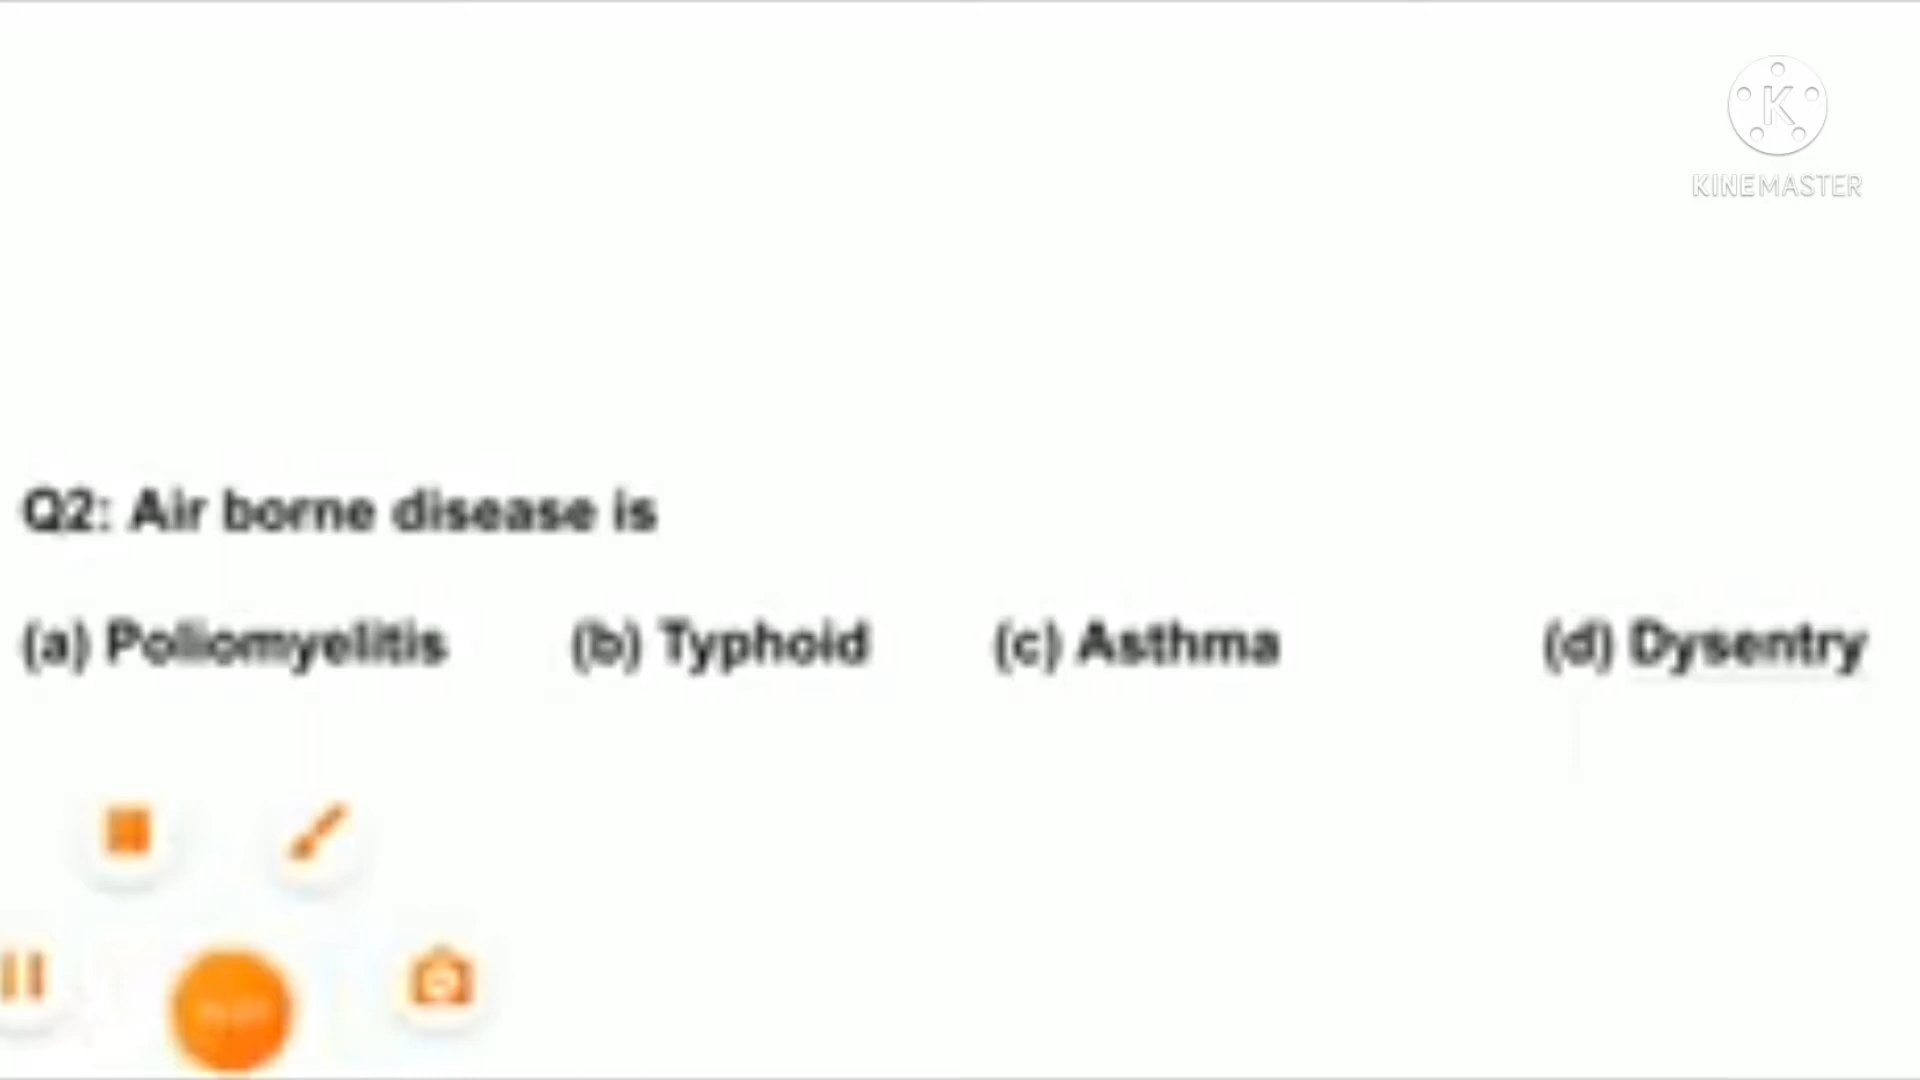 K
KINEMASTER
Q2: Air borne disease is
(a) Poliomyelitis (b) Typhoid (c) Asthma (d) Dysentry